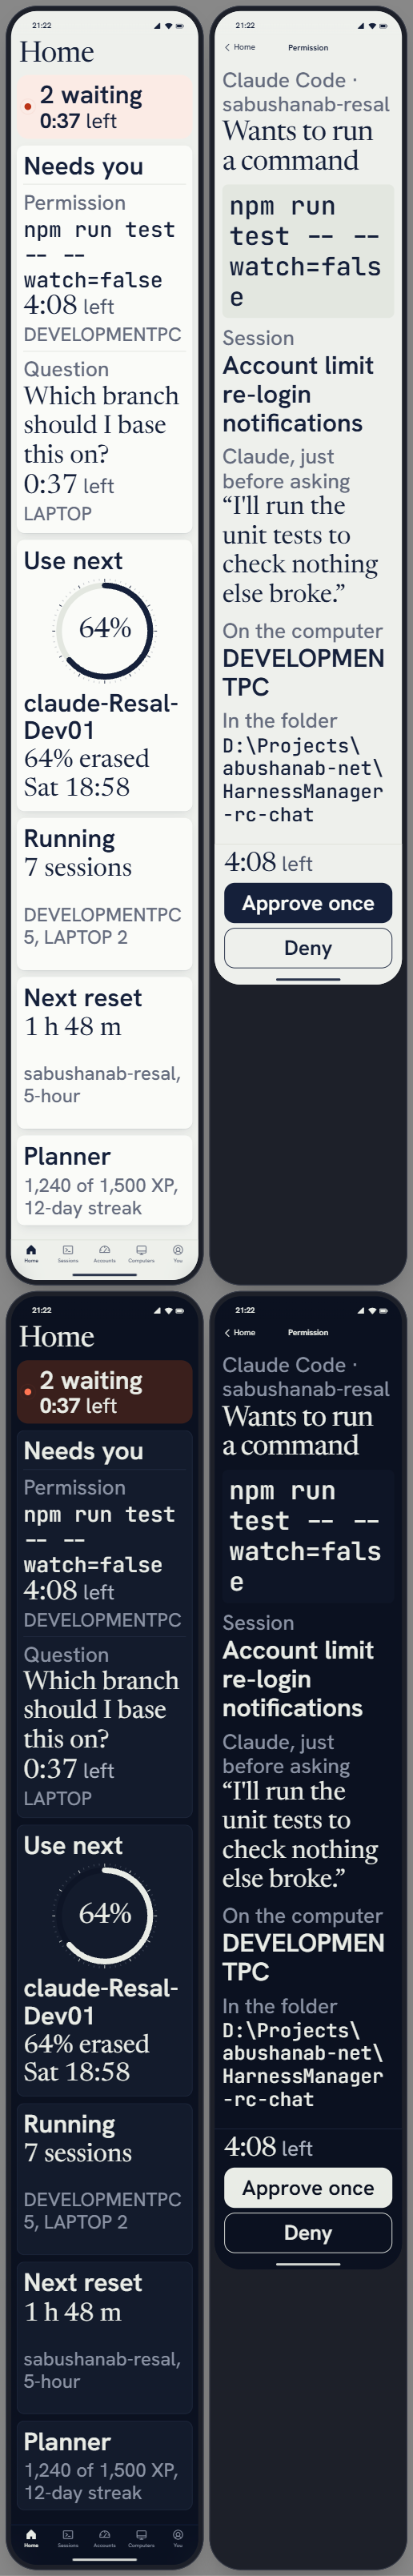 21:22
Home
2 waiting
0:37 left
Needs you
Permission
npm run test
-- --
watch=false
4:08 left
DEVELOPMENTPC
Question
Which branch
should I base
this on?
0:37 left
LAPTOP
Use next
64%
claude-Resal-
Dev01
64% erased
Sat 18:58
Running
7 sessions
DEVELOPMENTPC
5, LAPTOP 2
Next reset
1 h 48 m
sabushanab-resal,
5-hour
Planner
1,240 of 1,500 XP,
12-day streak
Home Sessions Accounts Computers You
21:22
Home Permission
Claude Code ·
sabushanab-resal
Wants to run
a command
npm run
test -- --
watch=fals
e
Session
Account limit
re-login
notifications
Claude, just
before asking
“I'll run the
unit tests to
check nothing
else broke.”
On the computer
DEVELOPMEN
TPC
In the folder
D:\Projects\
abushanab-net\
HarnessManager
-rc-chat
4:08 left
Approve once
Deny
21:22
Home
2 waiting
0:37 left
Needs you
Permission
npm run test
-- --
watch=false
4:08 left
DEVELOPMENTPC
Question
Which branch
should I base
this on?
0:37 left
LAPTOP
Use next
64%
claude-Resal-
Dev01
64% erased
Sat 18:58
Running
7 sessions
DEVELOPMENTPC
5, LAPTOP 2
Next reset
1 h 48 m
sabushanab-resal,
5-hour
Planner
1,240 of 1,500 XP,
12-day streak
Home Sessions Accounts Computers You
21:22
Home Permission
Claude Code ·
sabushanab-resal
Wants to run
a command
npm run
test -- --
watch=fals
e
Session
Account limit
re-login
notifications
Claude, just
before asking
“I'll run the
unit tests to
check nothing
else broke.”
On the computer
DEVELOPMEN
TPC
In the folder
D:\Projects\
abushanab-net\
HarnessManager
-rc-chat
4:08 left
Approve once
Deny